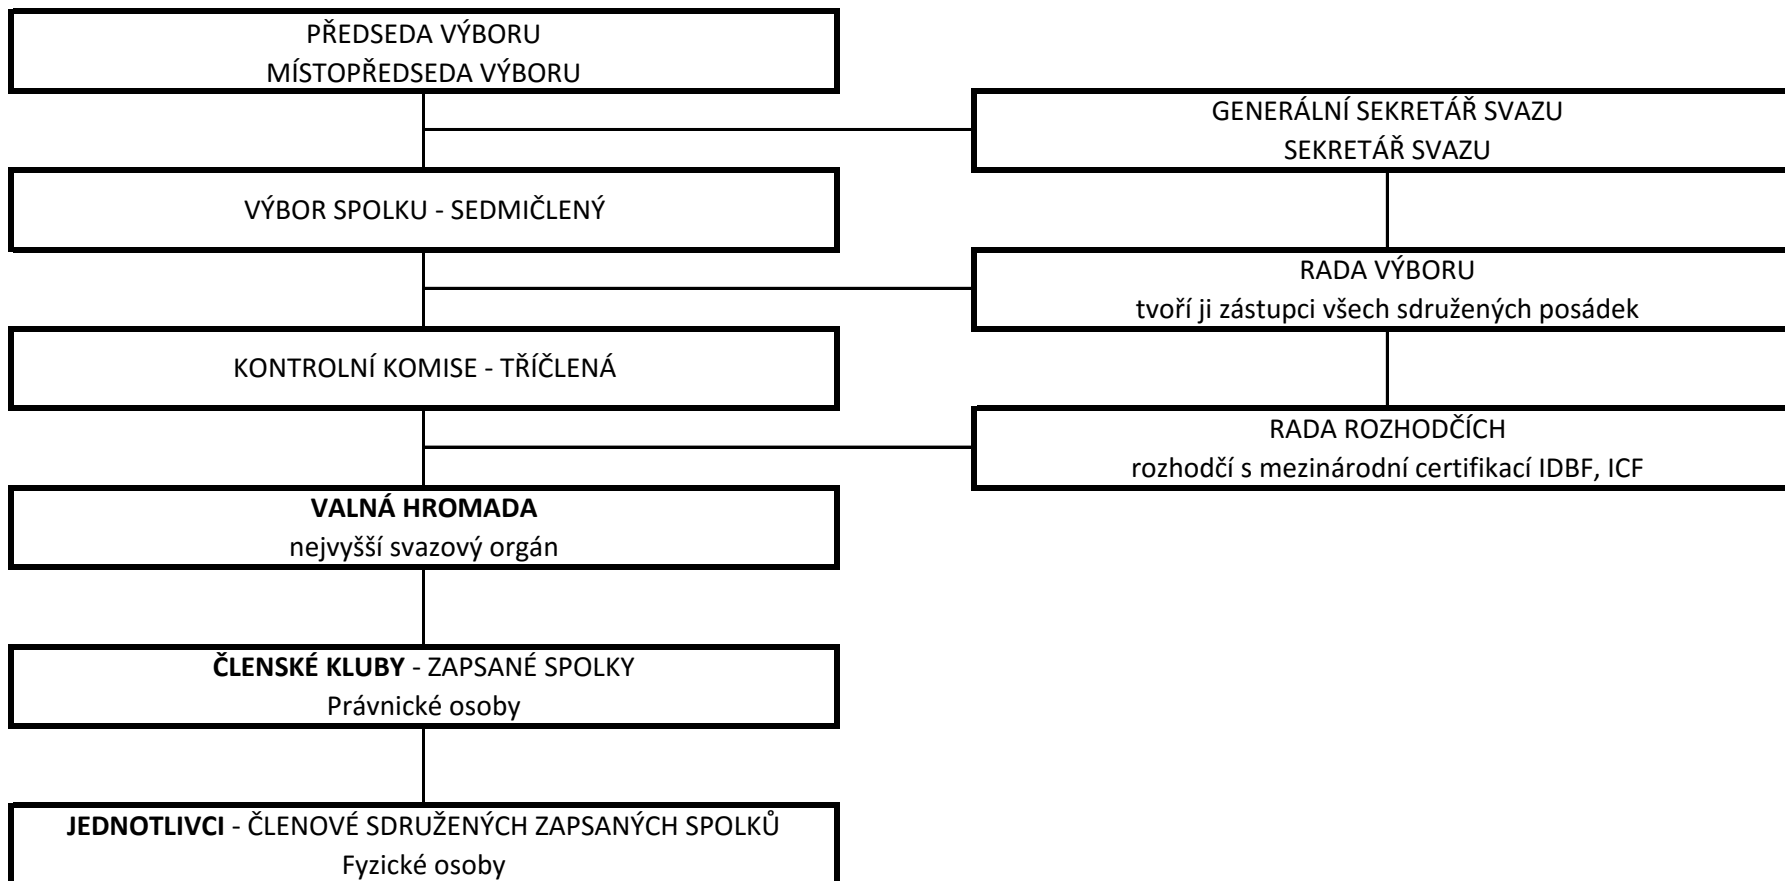 PŘEDSEDA VÝBORU
MÍSTOPŘEDSEDA VÝBORU
GENERÁLNÍ SEKRETÁŘ SVAZU
SEKRETÁŘ SVAZU
VÝBOR SPOLKU - SEDMIČLENÝ
RADA VÝBORU
tvoří ji zástupci všech sdružených posádek
KONTROLNÍ KOMISE - TŘÍČLENÁ
RADA ROZHODČÍCH
rozhodčí s mezinárodní certifikací IDBF, ICF
VALNÁ HROMADA
nejvyšší svazový orgán
ČLENSKÉ KLUBY - ZAPSANÉ SPOLKY
Právnické osoby
JEDNOTLIVCI - ČLENOVÉ SDRUŽENÝCH ZAPSANÝCH SPOLKŮ
Fyzické osoby